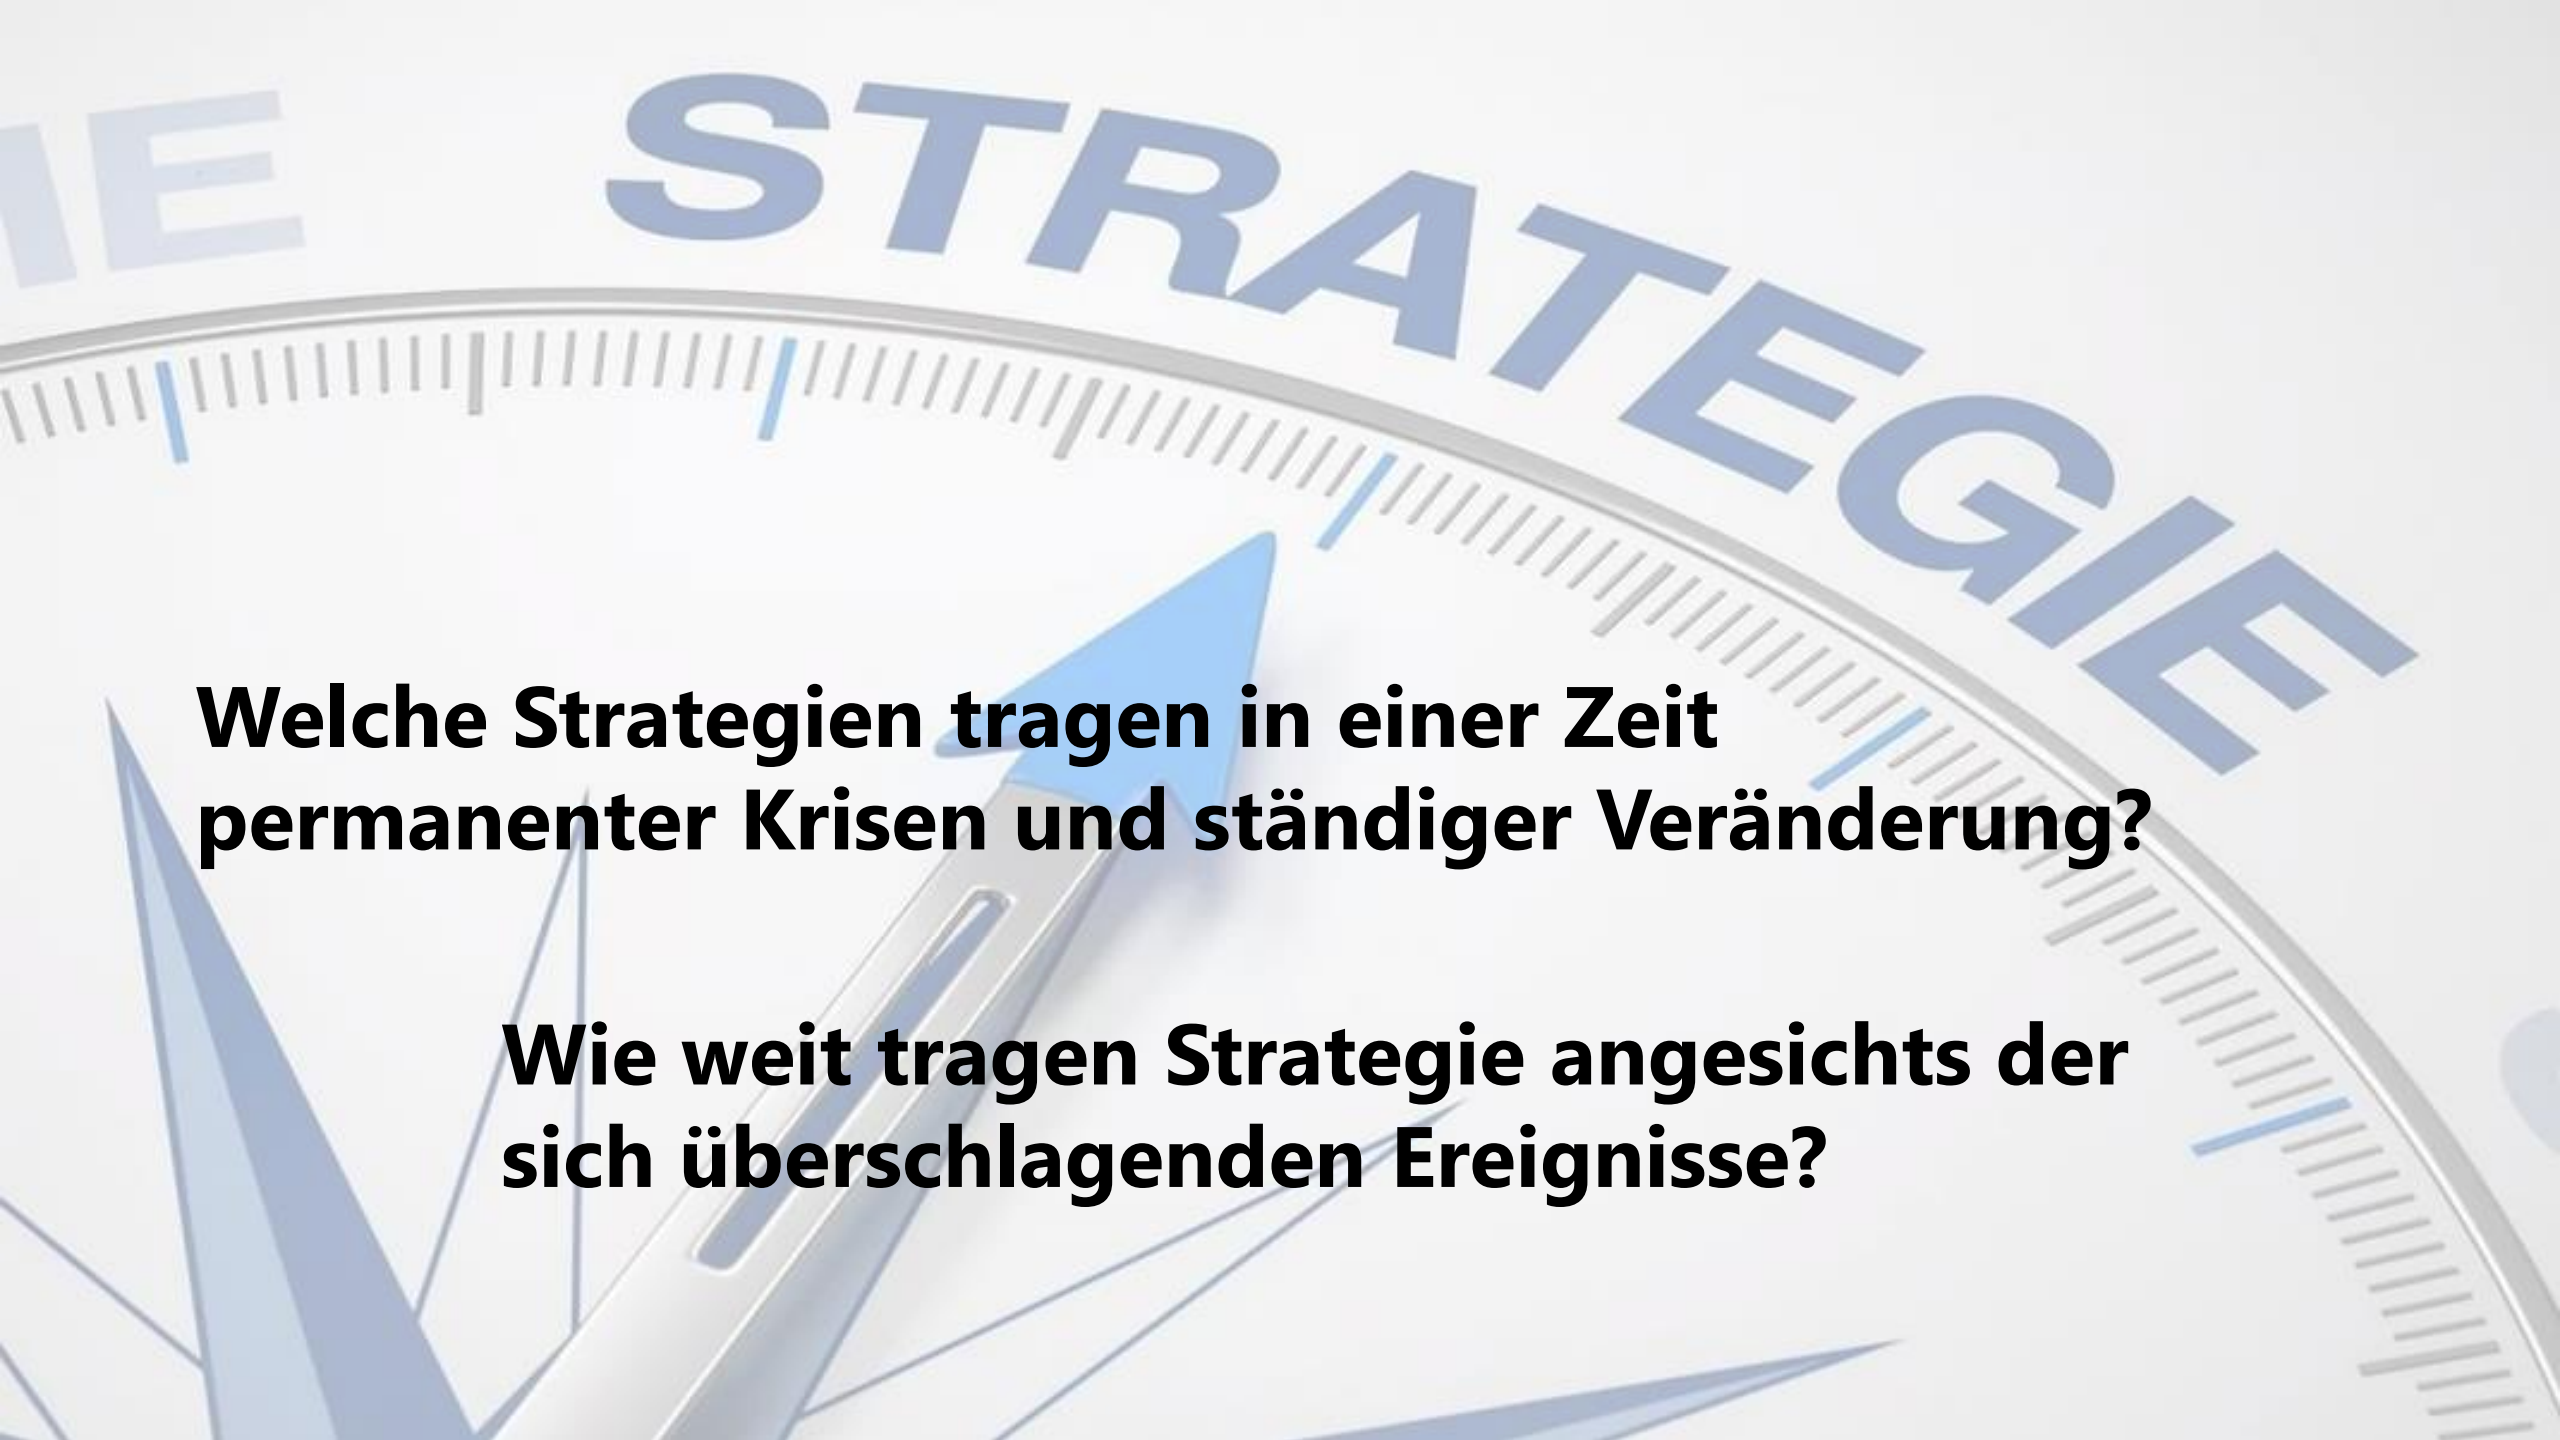 IE
STRATEGIE
Welche Strategien tragen in einer Zeit
permanenter Krisen und ständiger Veränderung?
Wie weit tragen Strategie angesichts der
sich überschlagenden Ereignisse?